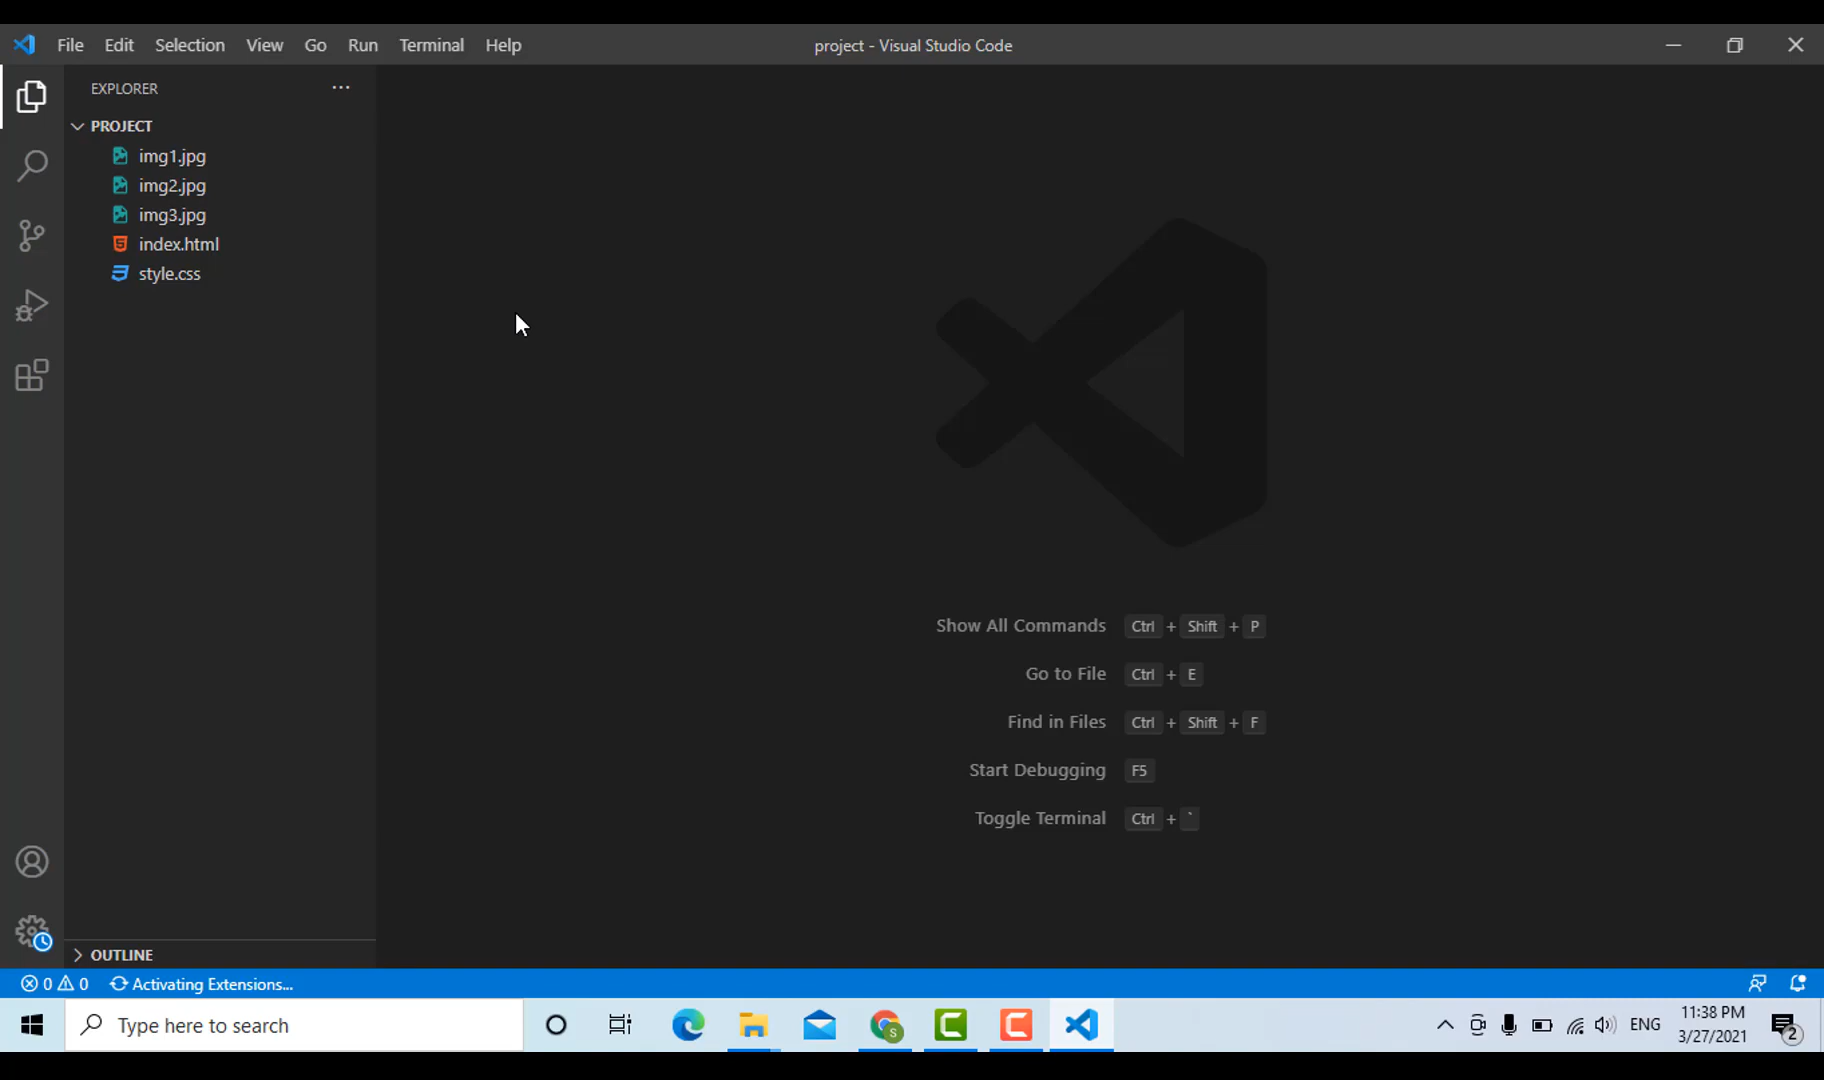 File Edit Selection View Go Run Terminal Help
project - Visual Studio Code
EXPLORER ...
PROJECT
img1.jpg
img2.jpg
img3.jpg
index.html
style.css
Show All Commands Ctrl + Shift + P
Go to File Ctrl + E
Find in Files Ctrl + Shift + F
Start Debugging F5
Toggle Terminal Ctrl + `
OUTLINE
0 0 Activating Extensions...
Type here to search
S
ENG
11:38 PM
3/27/2021
2